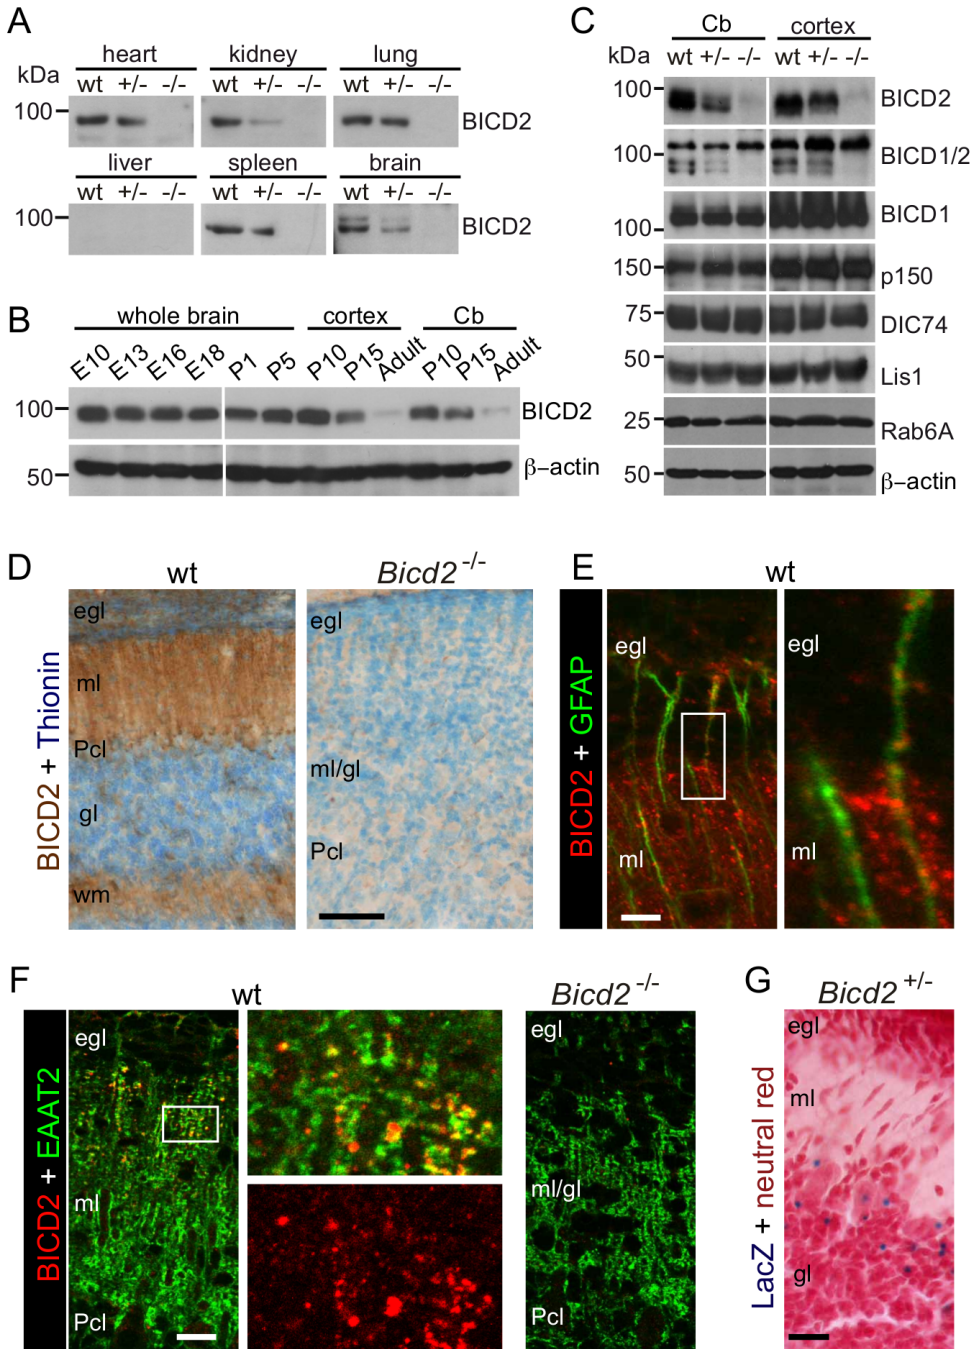 A
heart kidney lung
kDa wt +/- -/- wt +/- -/- wt +/- -/-
100 BICD2
liver spleen brain
wt +/- -/- wt +/- -/- wt +/- -/-
100 BICD2
B
whole brain cortex Cb
E10 E13 E16 E18 P1 P5 P10 P15 Adult P10 P15 Adult
100 BICD2
50 β–actin
C
Cb cortex
kDa wt +/- -/- wt +/- -/-
100 BICD2
100 BICD1/2
100 BICD1
150 p150
75 DIC74
50 Lis1
25 Rab6A
50 β–actin
D
wt Bicd2 -/-
BICD2 + Thionin
egl
ml
Pcl
gl
wm
egl
ml/gl
Pcl
E
wt
BICD2 + GFAP
egl
ml
egl
ml
F
wt Bicd2 -/-
BICD2 + EAAT2
egl
ml
Pcl
egl
ml/gl
Pcl
G
Bicd2 +/-
LacZ + neutral red
egl
ml
gl